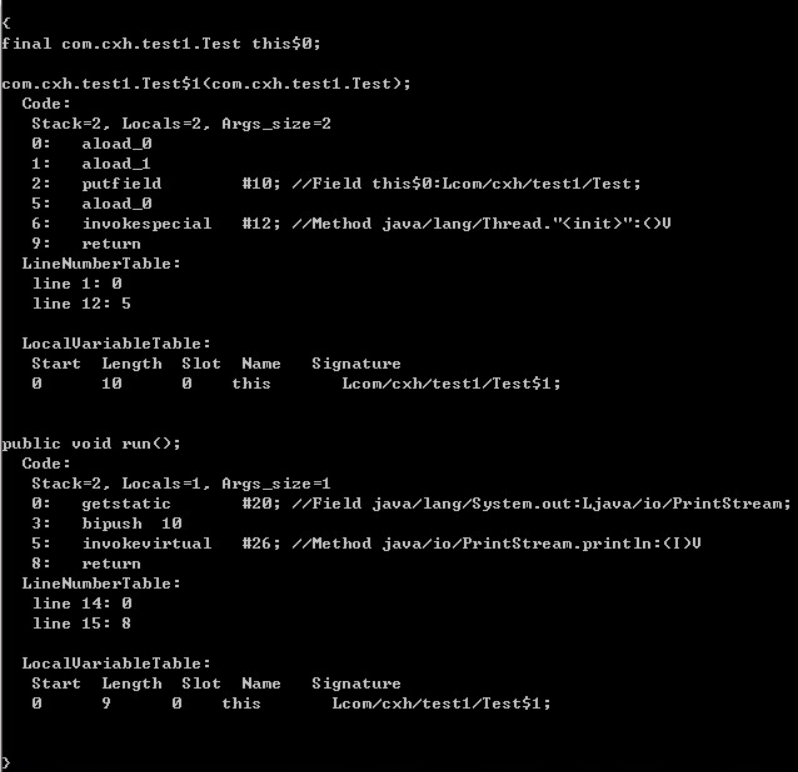 {
final com.cxh.test1.Test this$0;
com.cxh.test1.Test$1(com.cxh.test1.Test);
Code:
Stack=2, Locals=2, Args_size=2
0: aload_0
1: aload_1
2: putfield #10; //Field this$0:Lcom/cxh/test1/Test;
5: aload_0
6: invokespecial #12; //Method java/lang/Thread."<init>":()V
9: return
LineNumberTable:
line 1: 0
line 12: 5
LocalVariableTable:
Start Length Slot Name Signature
0 10 0 this Lcom/cxh/test1/Test$1;
public void run();
Code:
Stack=2, Locals=1, Args_size=1
0: getstatic #20; //Field java/lang/System.out:Ljava/io/PrintStream;
3: bipush 10
5: invokevirtual #26; //Method java/io/PrintStream.println:(I)V
8: return
LineNumberTable:
line 14: 0
line 15: 8
LocalVariableTable:
Start Length Slot Name Signature
0 9 0 this Lcom/cxh/test1/Test$1;
}